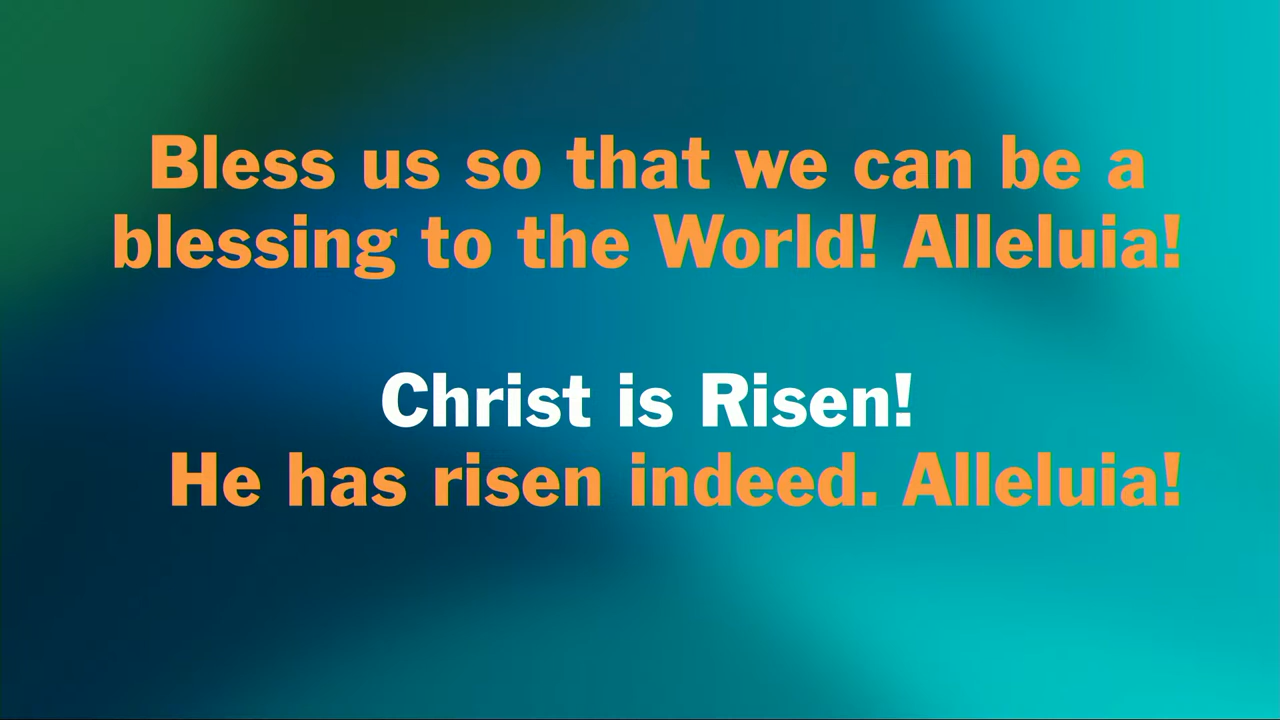 Bless us so that we can be a
blessing to the World! Alleluia!
Christ is Risen!
He has risen indeed. Alleluia!